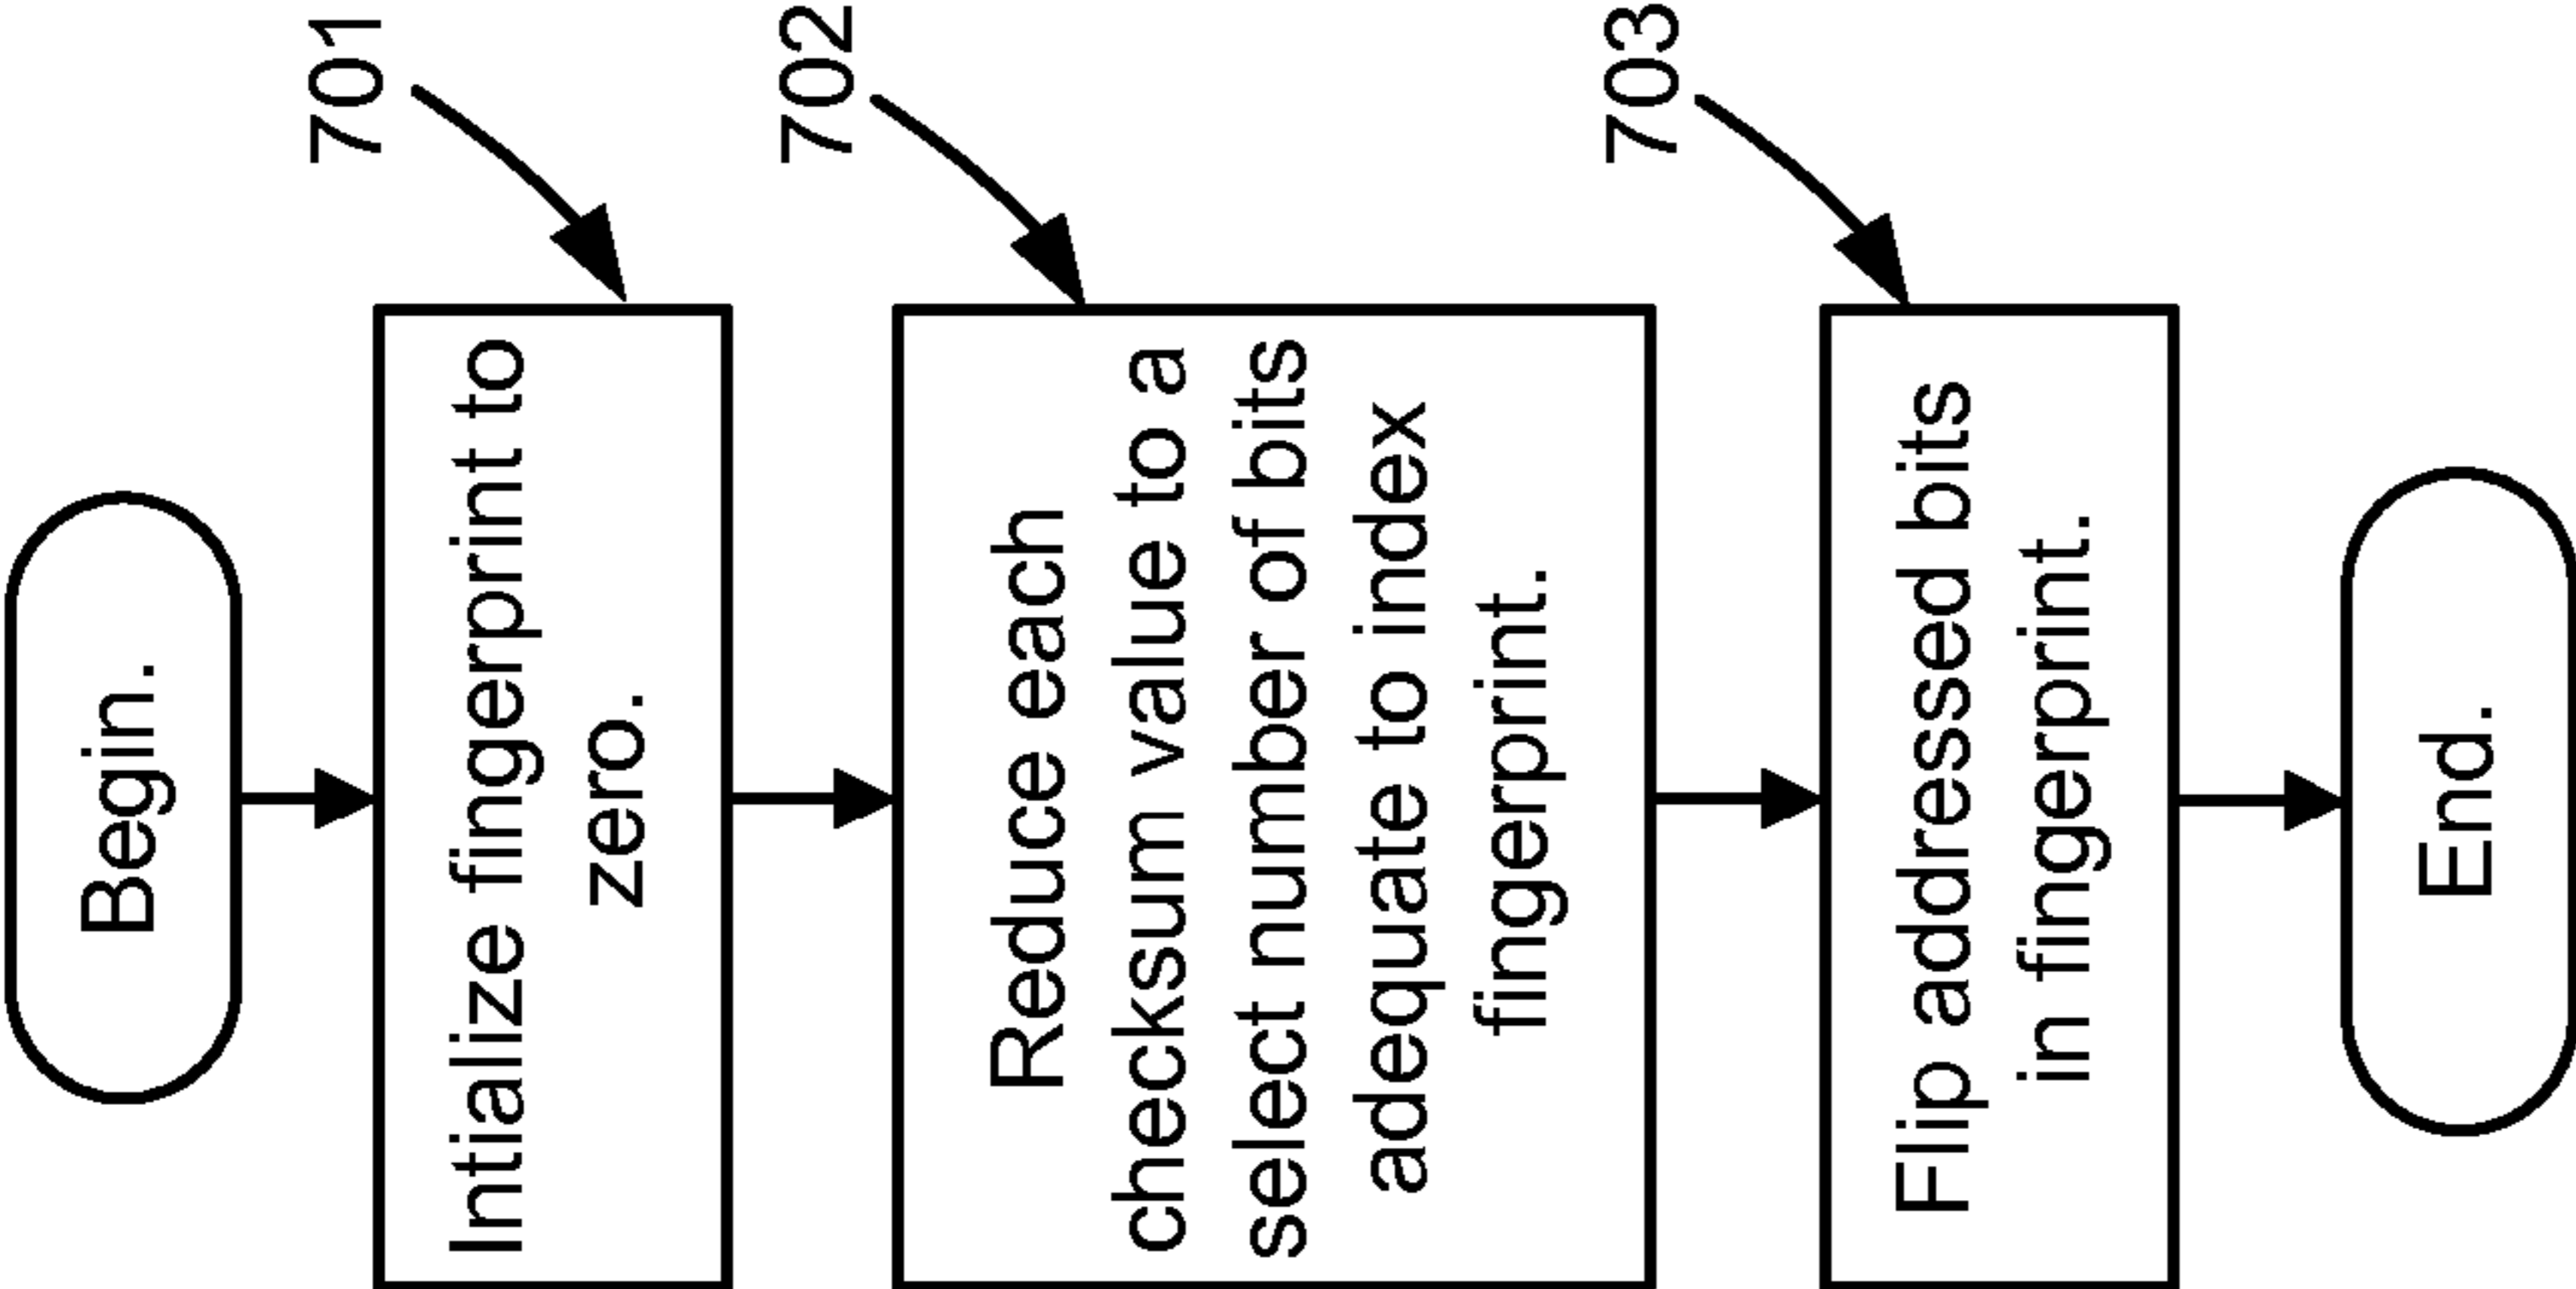 Begin.
701
Intialize fingerprint to
zero.
702
Reduce each
checksum value to a
select number of bits
adequate to index
fingerprint.
703
Flip addressed bits
in fingerprint.
End.